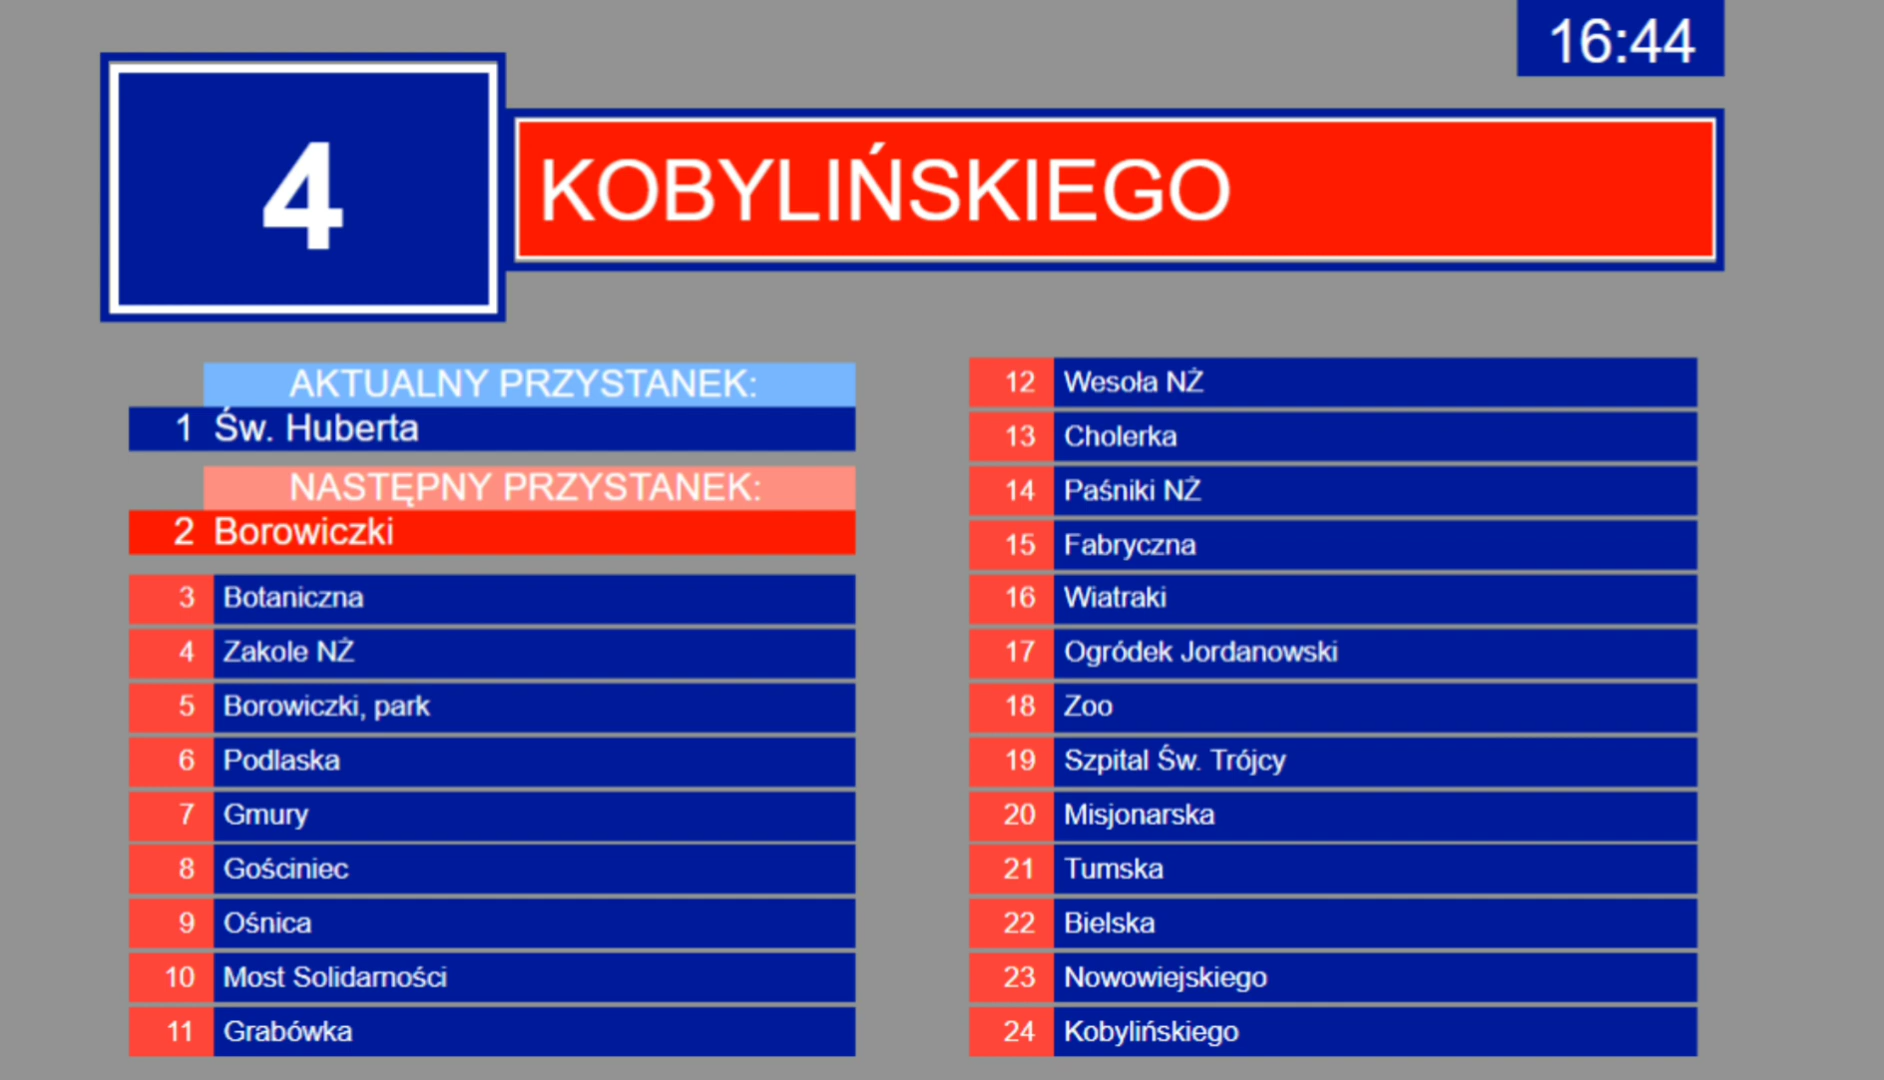 16:44
4
KOBYLIŃSKIEGO
AKTUALNY PRZYSTANEK:
1 Św. Huberta
NASTĘPNY PRZYSTANEK:
2 Borowiczki
3 Botaniczna
4 Zakole NŻ
5 Borowiczki, park
6 Podlaska
7 Gmury
8 Gościniec
9 Ośnica
10 Most Solidarności
11 Grabówka
12 Wesoła NŻ
13 Cholerka
14 Paśniki NŻ
15 Fabryczna
16 Wiatraki
17 Ogródek Jordanowski
18 Zoo
19 Szpital Św. Trójcy
20 Misjonarska
21 Tumska
22 Bielska
23 Nowowiejskiego
24 Kobylińskiego